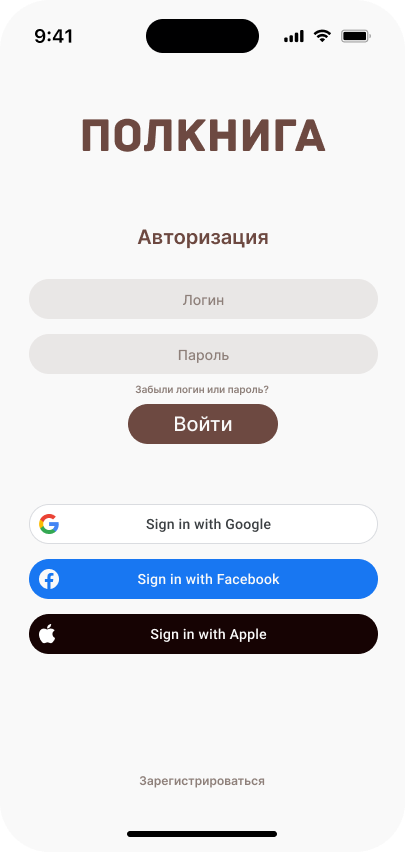 9:41
ПОЛКНИГА
Авторизация
Логин
Пароль
Забыли логин или пароль?
Войти
Sign in with Google
Sign in with Facebook
Sign in with Apple
Зарегистрироваться